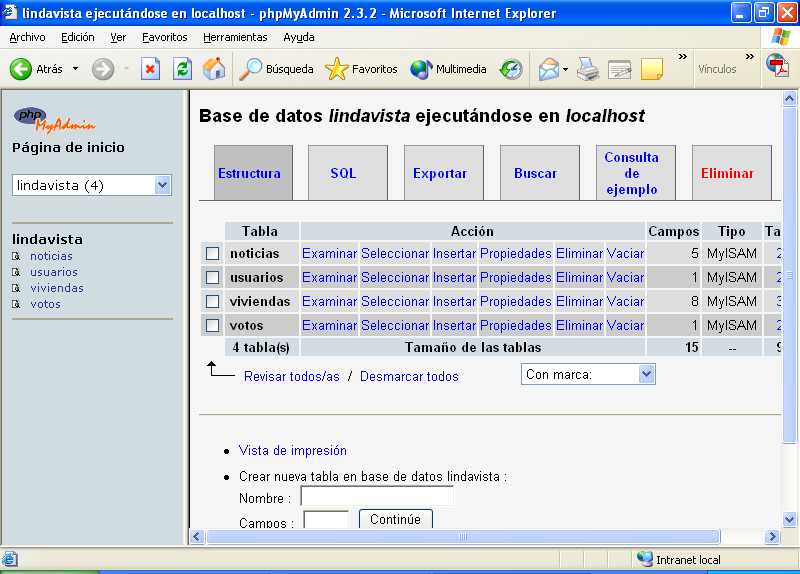 lindavista ejecutándose en localhost - phpMyAdmin 2.3.2 - Microsoft Internet Explorer
Archivo Edición Ver Favoritos Herramientas Ayuda
Atrás Búsqueda Favoritos Multimedia » Vínculos »
php
MyAdmin
Página de inicio
lindavista (4)
lindavista
noticias
usuarios
viviendas
votos
Base de datos lindavista ejecutándose en localhost
Estructura SQL Exportar Buscar Consulta de ejemplo Eliminar
Tabla Acción Campos Tipo Ta
noticias Examinar Seleccionar Insertar Propiedades Eliminar Vaciar 5 MyISAM 2
usuarios Examinar Seleccionar Insertar Propiedades Eliminar Vaciar 1 MyISAM 2
viviendas Examinar Seleccionar Insertar Propiedades Eliminar Vaciar 8 MyISAM 3
votos Examinar Seleccionar Insertar Propiedades Eliminar Vaciar 1 MyISAM 2
4 tabla(s) Tamaño de las tablas 15 -- 9
Revisar todos/as / Desmarcar todos Con marca:
• Vista de impresión
• Crear nueva tabla en base de datos lindavista :
Nombre :
Campos : Continúe
Intranet local